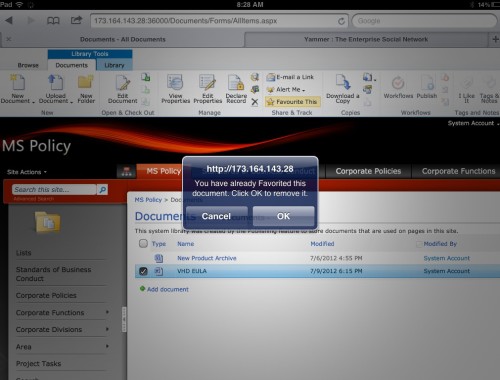 Pad
8:28 AM
14%
173.164.143.28:36000/Documents/Forms/AllItems.aspx
Google
Documents - All Documents
Yammer : The Enterprise Social Network
Library Tools
Browse
Documents
Library
New Document
Upload Document
New Folder
Edit Document
View Properties
Edit Properties
Declare Record
E-mail a Link
Alert Me
Favourite This
Download a Copy
Workflows
Publish
I Like It
Tags & Notes
New
Open & Check Out
Manage
Share & Track
Copies
Workflows
Tags and Notes
System Account
MS Policy
Site Actions
MS Policy
Corporate Policies
Corporate Functions
Search this site...
Advanced Search
http://173.164.143.28
You have already Favorited this
document. Click OK to remove it.
Cancel
OK
MS Policy > Documents
Documents
This system library was created by the Publishing feature to store documents that are used on pages in this site.
Type
Name
Modified
Modified By
New Product Archive
7/6/2012 4:55 PM
System Account
VHD EULA
7/9/2012 6:15 PM
System Account
Add document
Lists
Standards of Business
Conduct
Corporate Policies
Corporate Functions
Corporate Divisions
Area
Project Tasks